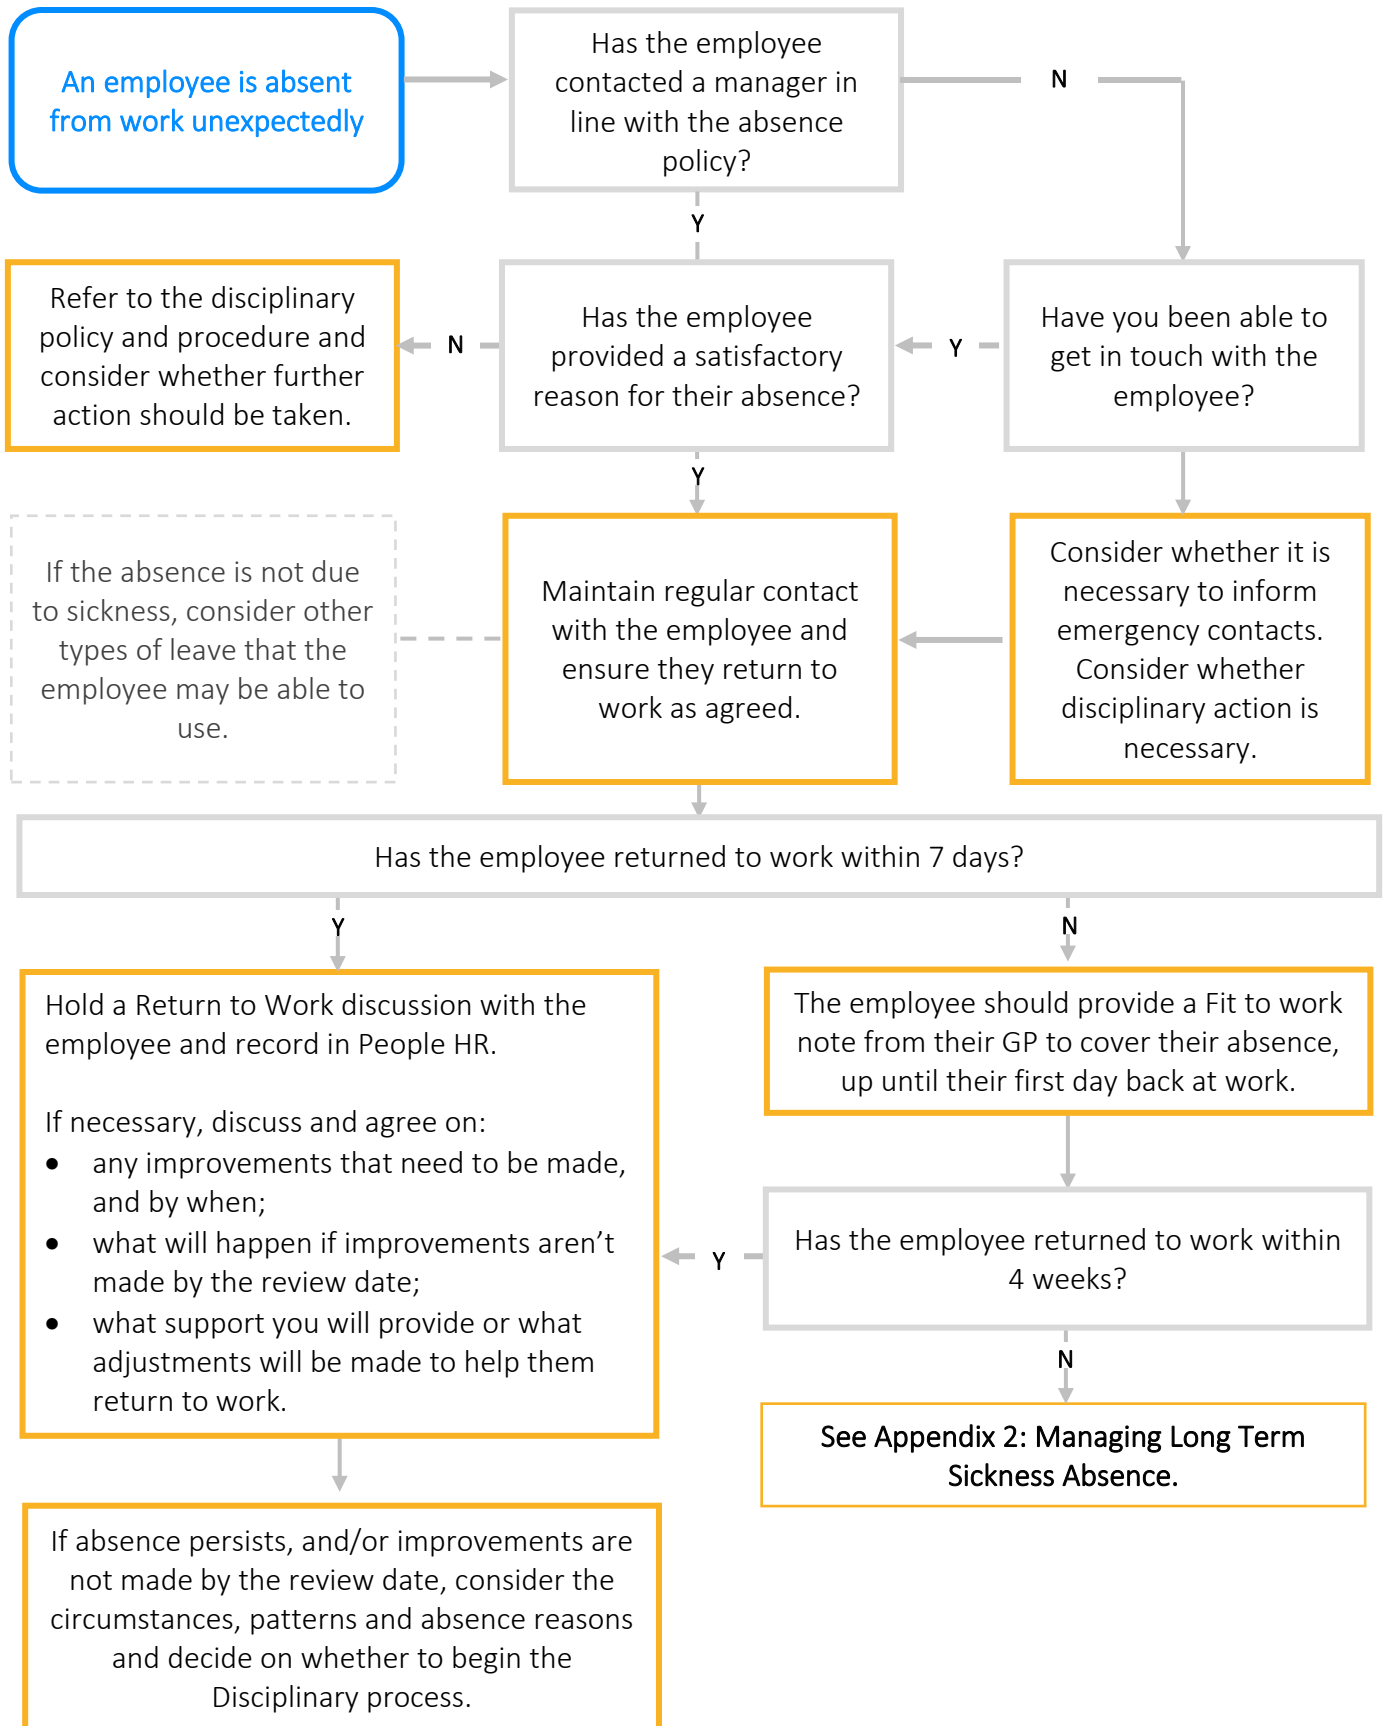 An employee is absent
from work unexpectedly
Has the employee
contacted a manager in
line with the absence
policy?
N
Y
Refer to the disciplinary
policy and procedure and
consider whether further
action should be taken.
N
Has the employee
provided a satisfactory
reason for their absence?
Y
Have you been able to
get in touch with the
employee?
Y
If the absence is not due
to sickness, consider other
types of leave that the
employee may be able to
use.
Maintain regular contact
with the employee and
ensure they return to
work as agreed.
Consider whether it is
necessary to inform
emergency contacts.
Consider whether
disciplinary action is
necessary.
Has the employee returned to work within 7 days?
Y
N
Hold a Return to Work discussion with the
employee and record in People HR.
If necessary, discuss and agree on:
• any improvements that need to be made,
and by when;
• what will happen if improvements aren’t
made by the review date;
• what support you will provide or what
adjustments will be made to help them
return to work.
The employee should provide a Fit to work
note from their GP to cover their absence,
up until their first day back at work.
Y
Has the employee returned to work within
4 weeks?
N
See Appendix 2: Managing Long Term
Sickness Absence.
If absence persists, and/or improvements are
not made by the review date, consider the
circumstances, patterns and absence reasons
and decide on whether to begin the
Disciplinary process.